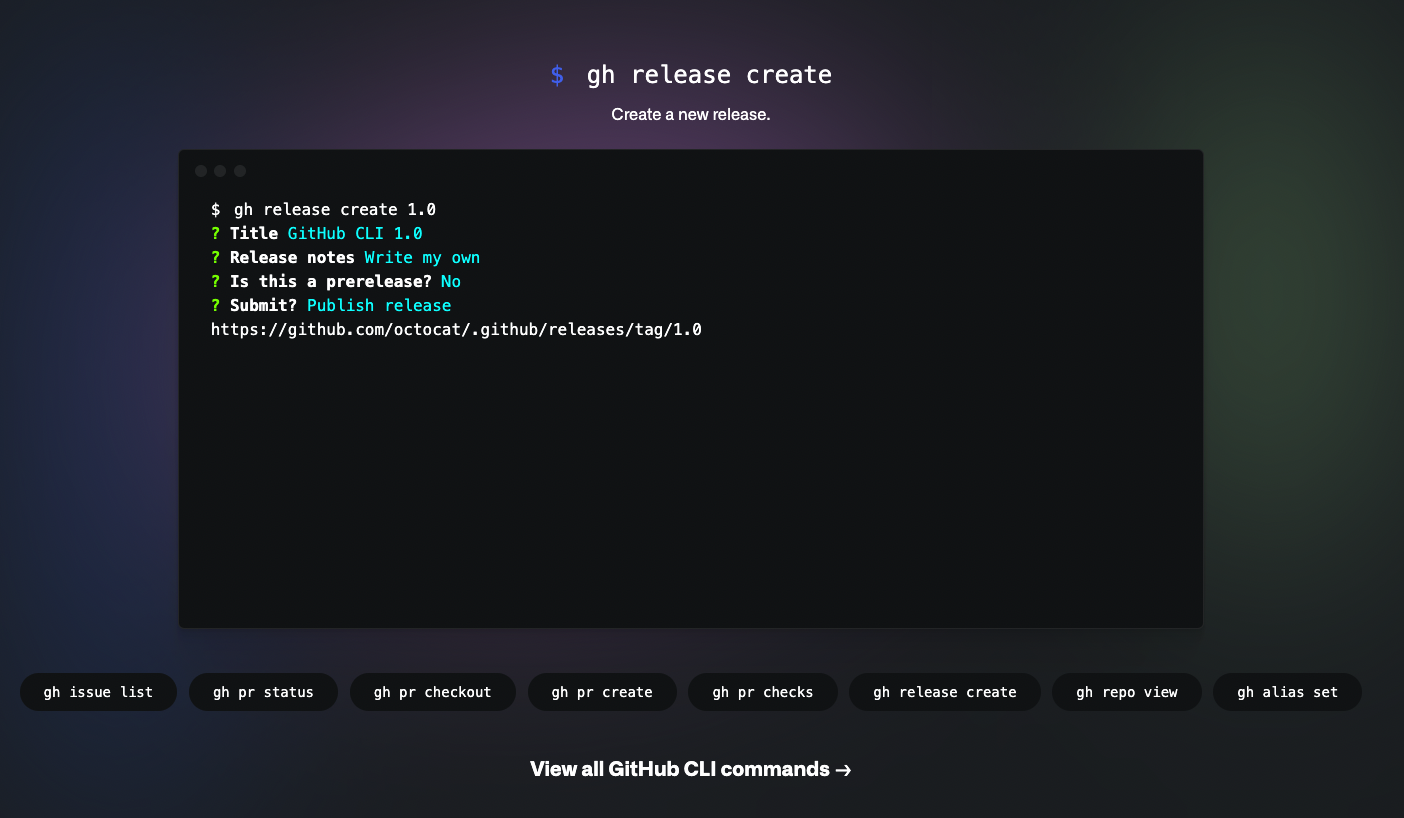 $ gh release create
Create a new release.
$ gh release create 1.0
? Title GitHub CLI 1.0
? Release notes Write my own
? Is this a prerelease? No
? Submit? Publish release
https://github.com/octocat/.github/releases/tag/1.0
gh issue list gh pr status gh pr checkout gh pr create gh pr checks gh release create gh repo view gh alias set
View all GitHub CLI commands →